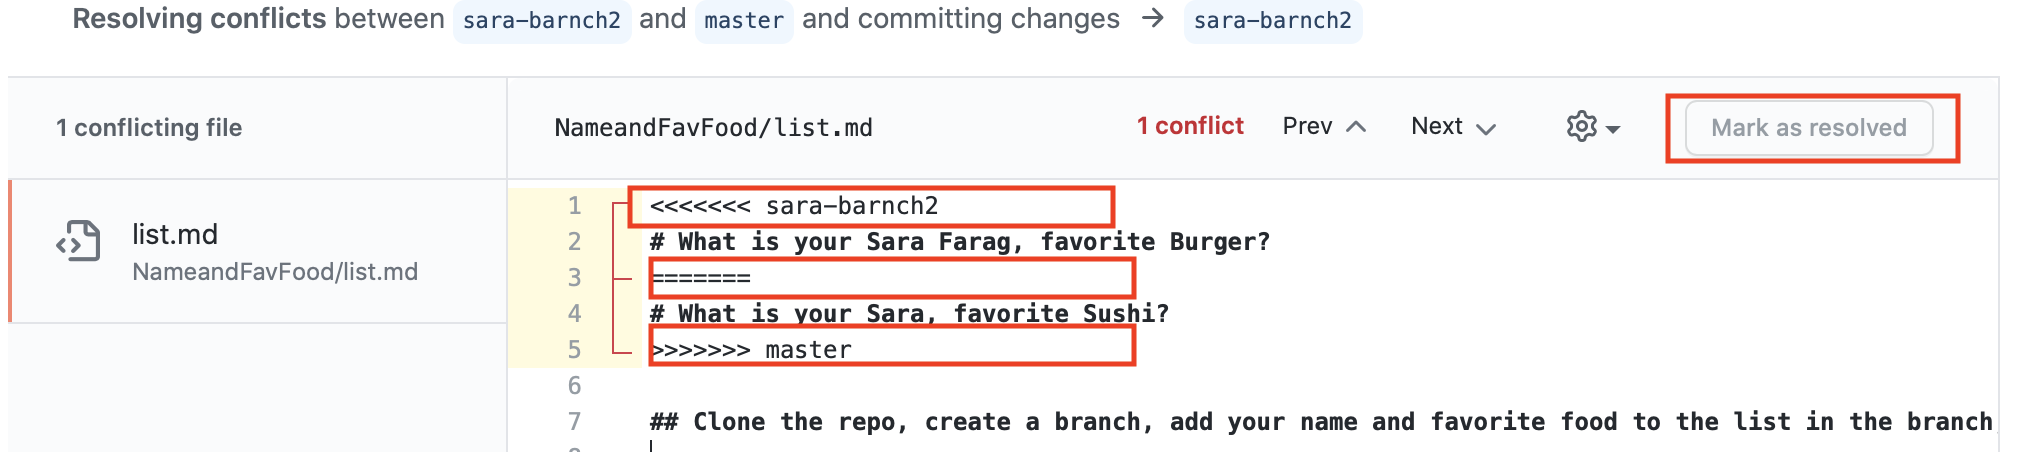 Resolving conflicts between sara-barnch2 and master and committing changes → sara-barnch2
1 conflicting file
NameandFavFood/list.md
1 conflict
Prev
Next
Mark as resolved
list.md
NameandFavFood/list.md
1 <<<<<<< sara-barnch2
2 # What is your Sara Farag, favorite Burger?
3 =======
4 # What is your Sara, favorite Sushi?
5 >>>>>>> master
6
7 ## Clone the repo, create a branch, add your name and favorite food to the list in the branch